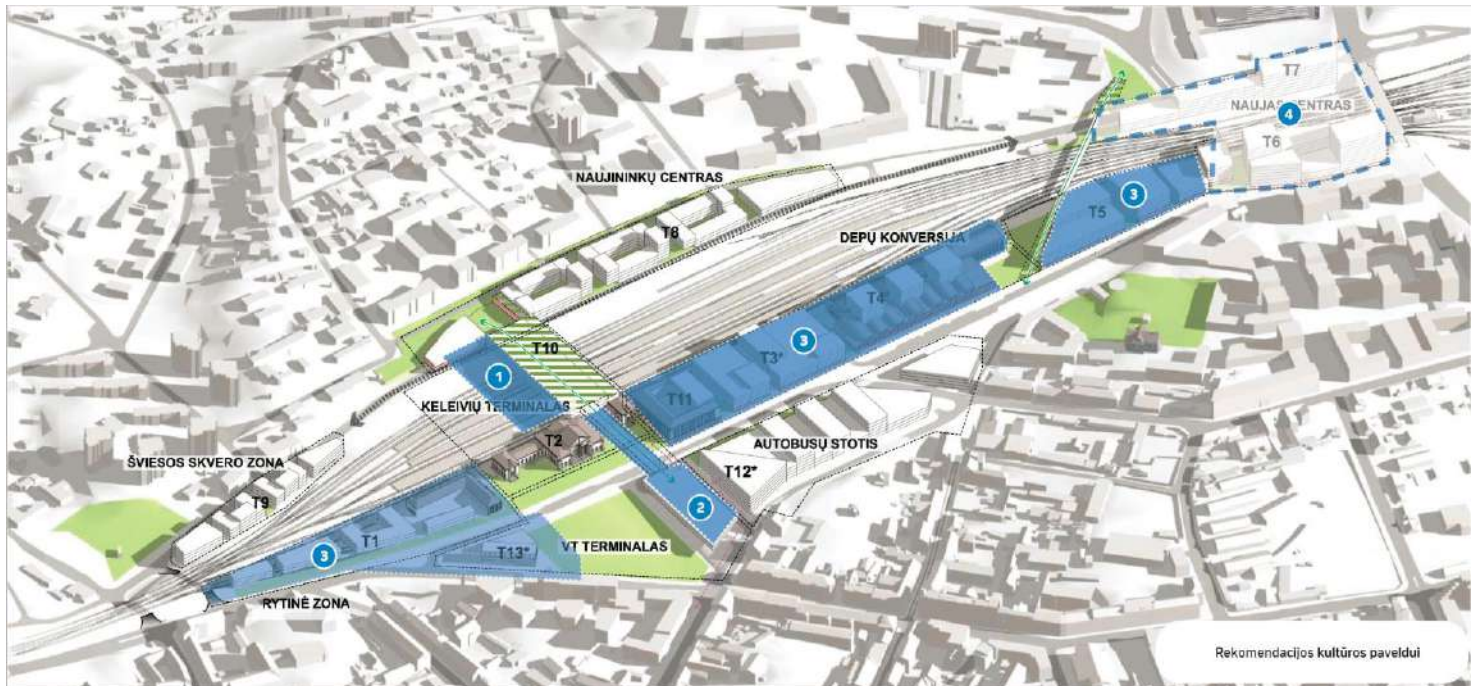 T7
NAUJAS CENTRAS
4
T6
NAUJININKŲ CENTRAS
3
T5
T8
DEPŲ KONVERSIJA
T4
T10
3
T3*
1
T11
KELEIVIŲ TERMINALAS
T2
AUTOBUSŲ STOTIS
T12*
ŠVIESOS SKVERO ZONA
T9
2
T1
3
T13*
VT TERMINALAS
RYTINĖ ZONA
Rekomendacijos kultūros paveldui